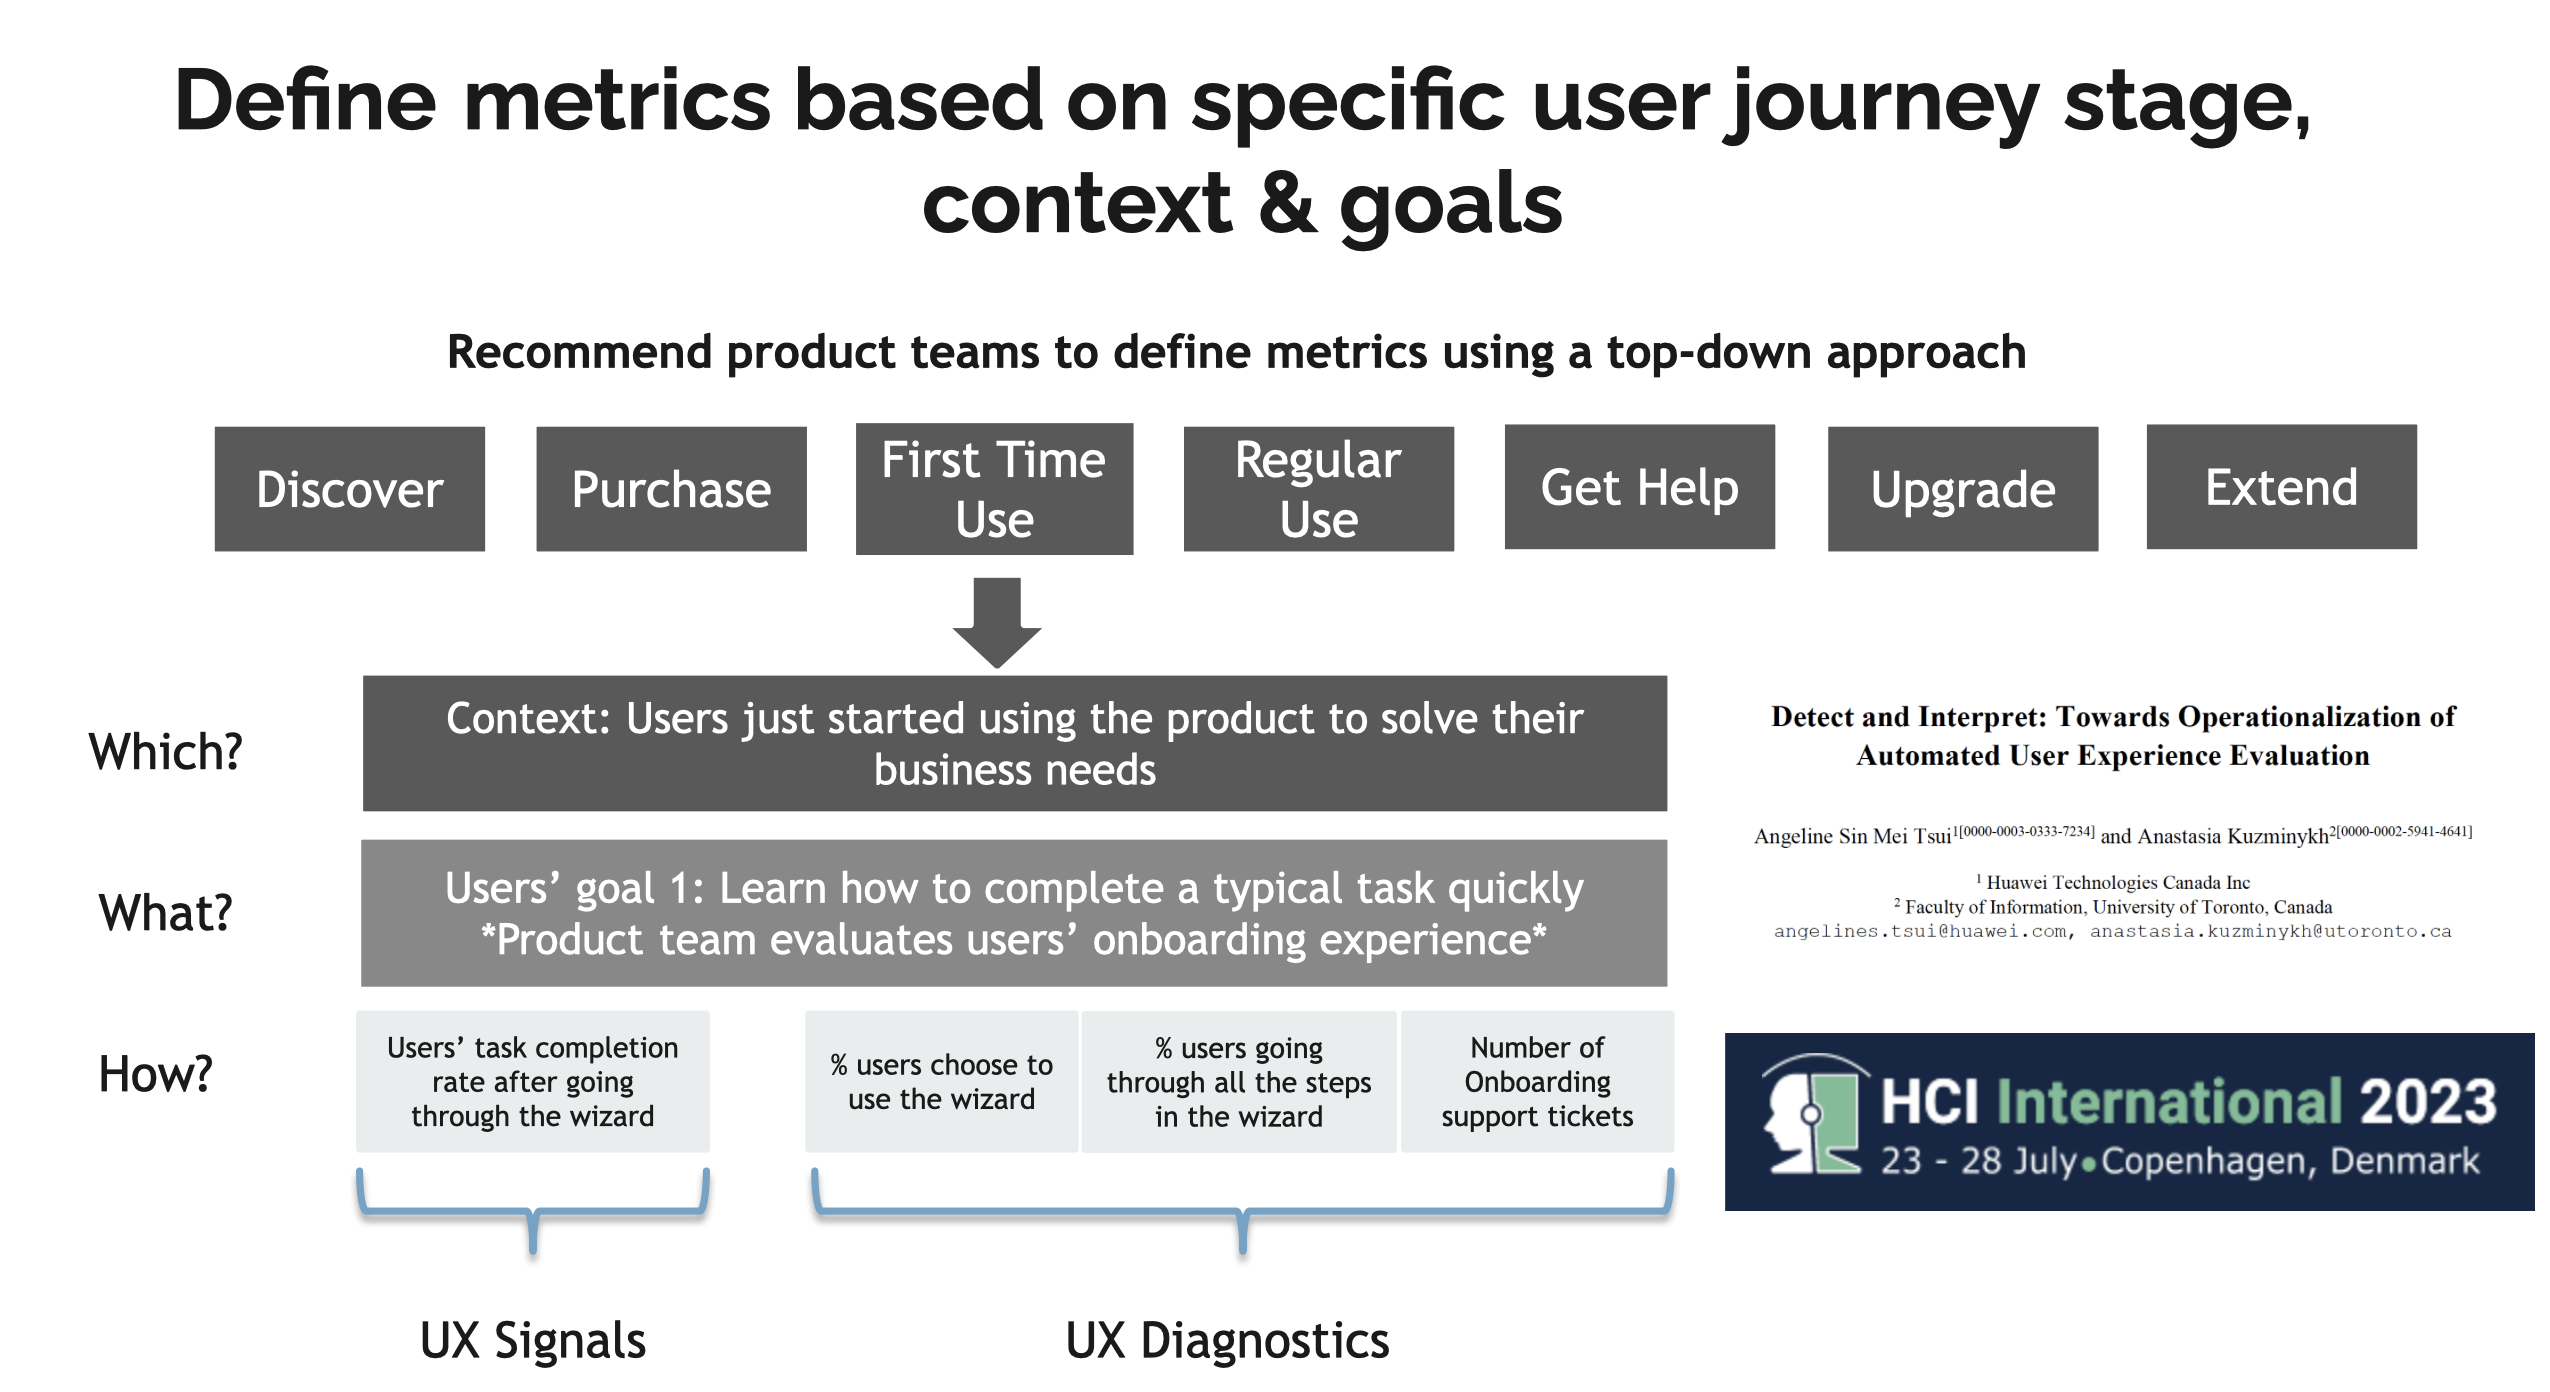 Define metrics based on specific user journey stage,
context & goals
Recommend product teams to define metrics using a top-down approach
Discover
Purchase
First Time
Use
Regular
Use
Get Help
Upgrade
Extend
Which?
Context: Users just started using the product to solve their
business needs
What?
Users’ goal 1: Learn how to complete a typical task quickly
*Product team evaluates users’ onboarding experience*
How?
Users’ task completion
rate after going
through the wizard
% users choose to
use the wizard
% users going
through all the steps
in the wizard
Number of
Onboarding
support tickets
UX Signals
UX Diagnostics
Detect and Interpret: Towards Operationalization of
Automated User Experience Evaluation
Angeline Sin Mei Tsui1[0000-0003-0333-7234] and Anastasia Kuzminykh2[0000-0002-5941-4641]
1 Huawei Technologies Canada Inc
2 Faculty of Information, University of Toronto, Canada
angelines.tsui@huawei.com, anastasia.kuzminykh@utoronto.ca
HCI International 2023
23 - 28 July•Copenhagen, Denmark